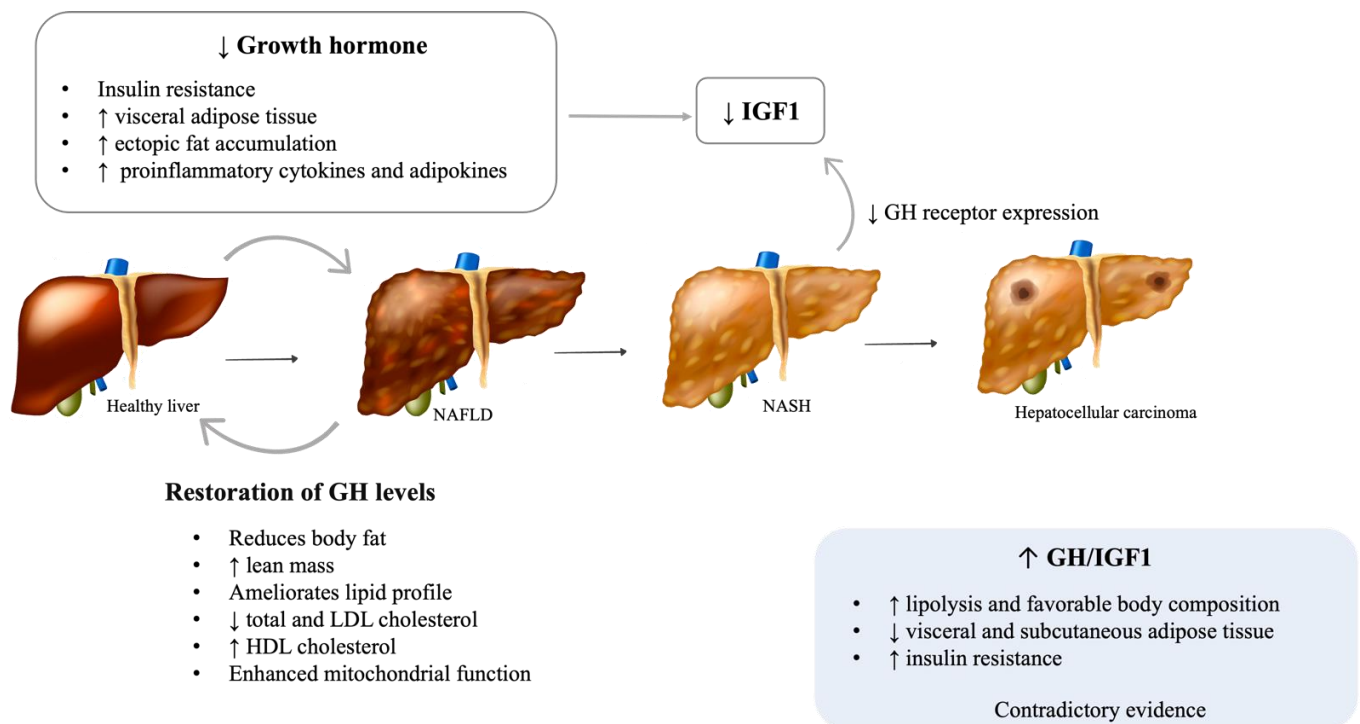 ↓ Growth hormone
• Insulin resistance
• ↑ visceral adipose tissue
• ↑ ectopic fat accumulation
• ↑ proinflammatory cytokines and adipokines
↓ IGF1
↓ GH receptor expression
Healthy liver
NAFLD
NASH
Hepatocellular carcinoma
Restoration of GH levels
• Reduces body fat
• ↑ lean mass
• Ameliorates lipid profile
• ↓ total and LDL cholesterol
• ↑ HDL cholesterol
• Enhanced mitochondrial function
↑ GH/IGF1
• ↑ lipolysis and favorable body composition
• ↓ visceral and subcutaneous adipose tissue
• ↑ insulin resistance
Contradictory evidence